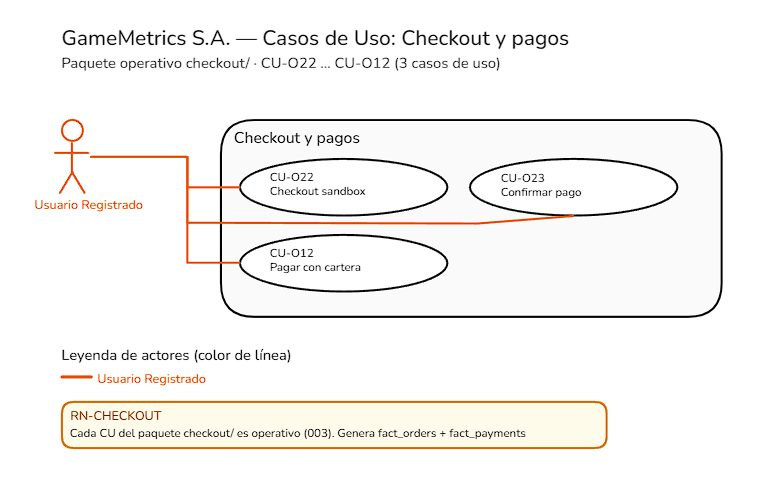 GameMetrics S.A. — Casos de Uso: Checkout y pagos
Paquete operativo checkout/ · CU-O22 ... CU-O12 (3 casos de uso)
Checkout y pagos
CU-O22
Checkout sandbox
CU-O23
Confirmar pago
Usuario Registrado
CU-O12
Pagar con cartera
Leyenda de actores (color de línea)
Usuario Registrado
RN-CHECKOUT
Cada CU del paquete checkout/ es operativo (003). Genera fact_orders + fact_payments